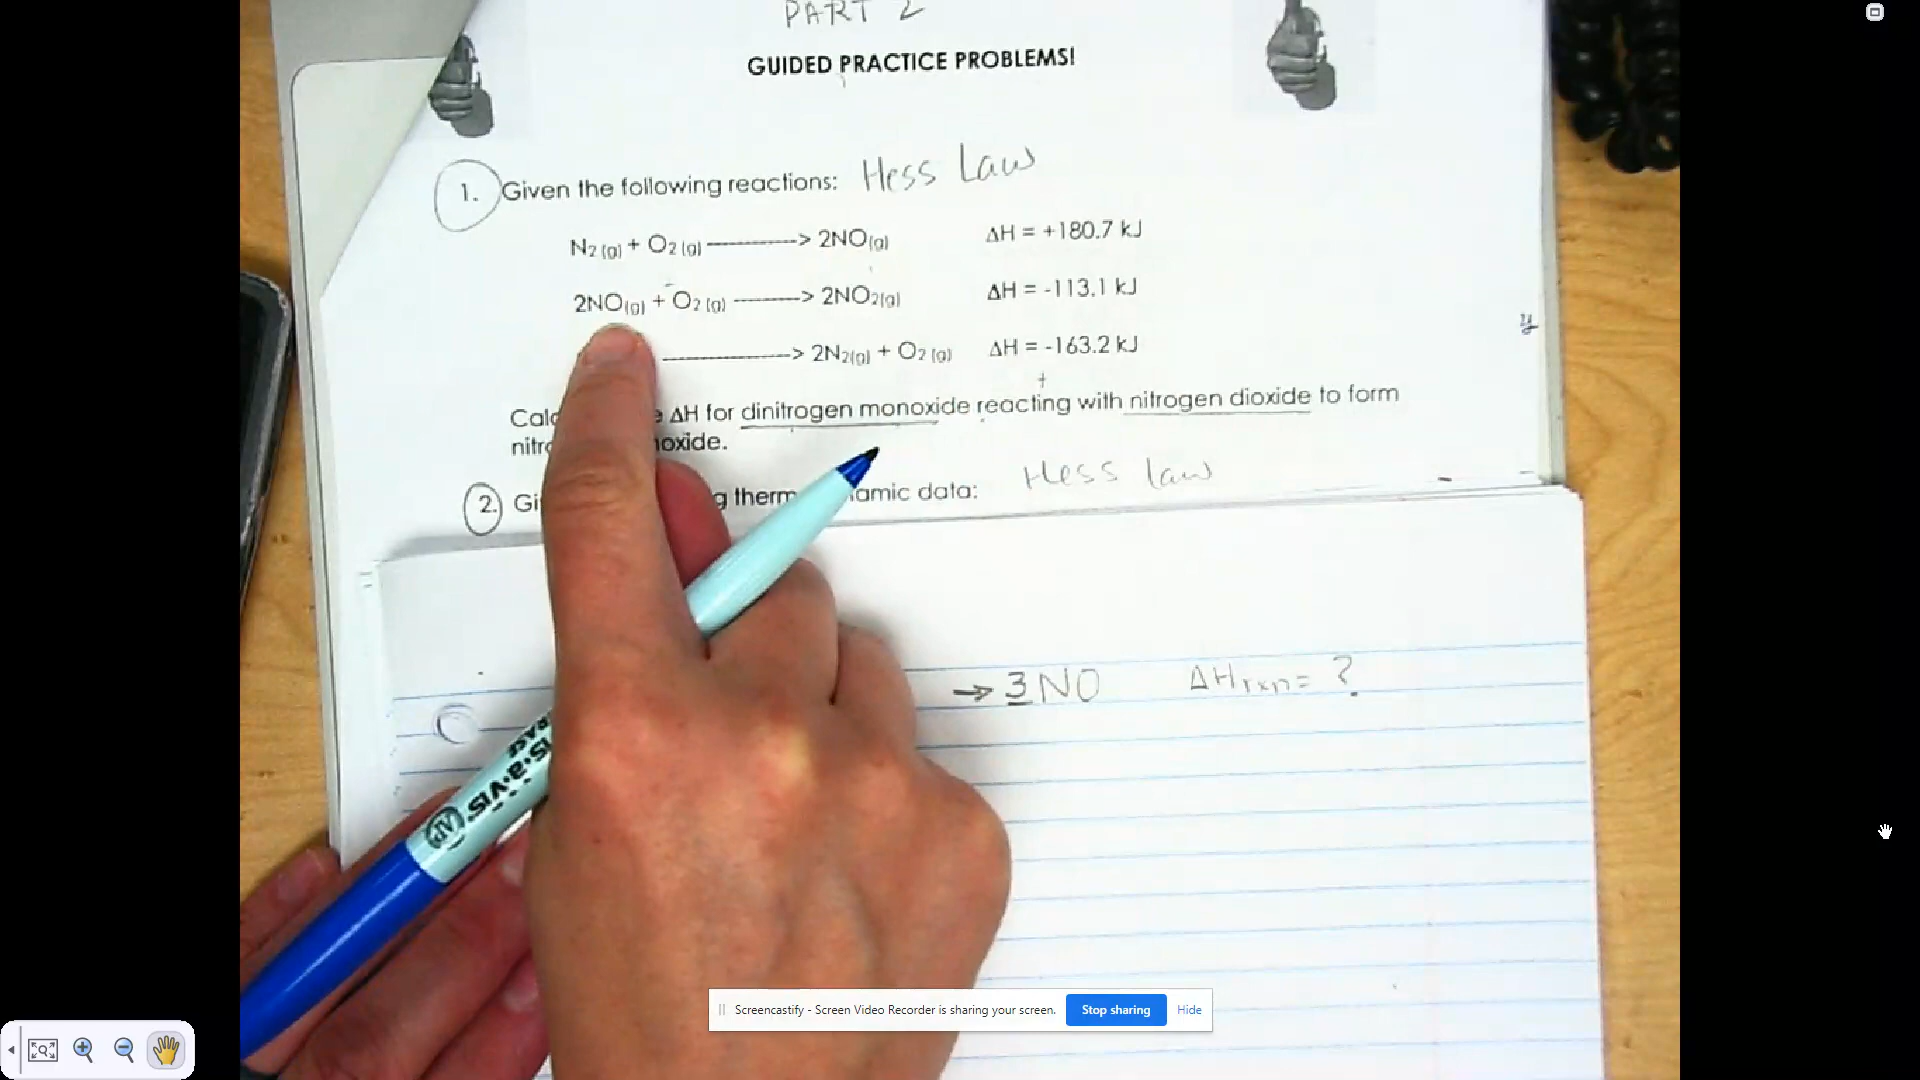 PART 2
GUIDED PRACTICE PROBLEMS!
1. Given the following reactions: Hess Law
N2 (g) + O2 (g) ----------> 2NO(g) ΔH = +180.7 kJ
2NO(g) + O2 (g) --------> 2NO2(g) ΔH = -113.1 kJ
---------------> 2N2(g) + O2 (g) ΔH = -163.2 kJ
+
ΔH for dinitrogen monoxide reacting with nitrogen dioxide to form
2. thermo amic data: Hess law
→ 3NO ΔHrxn = ?
VIS.à.VIS
Screencastify - Screen Video Recorder is sharing your screen. Stop sharing Hide